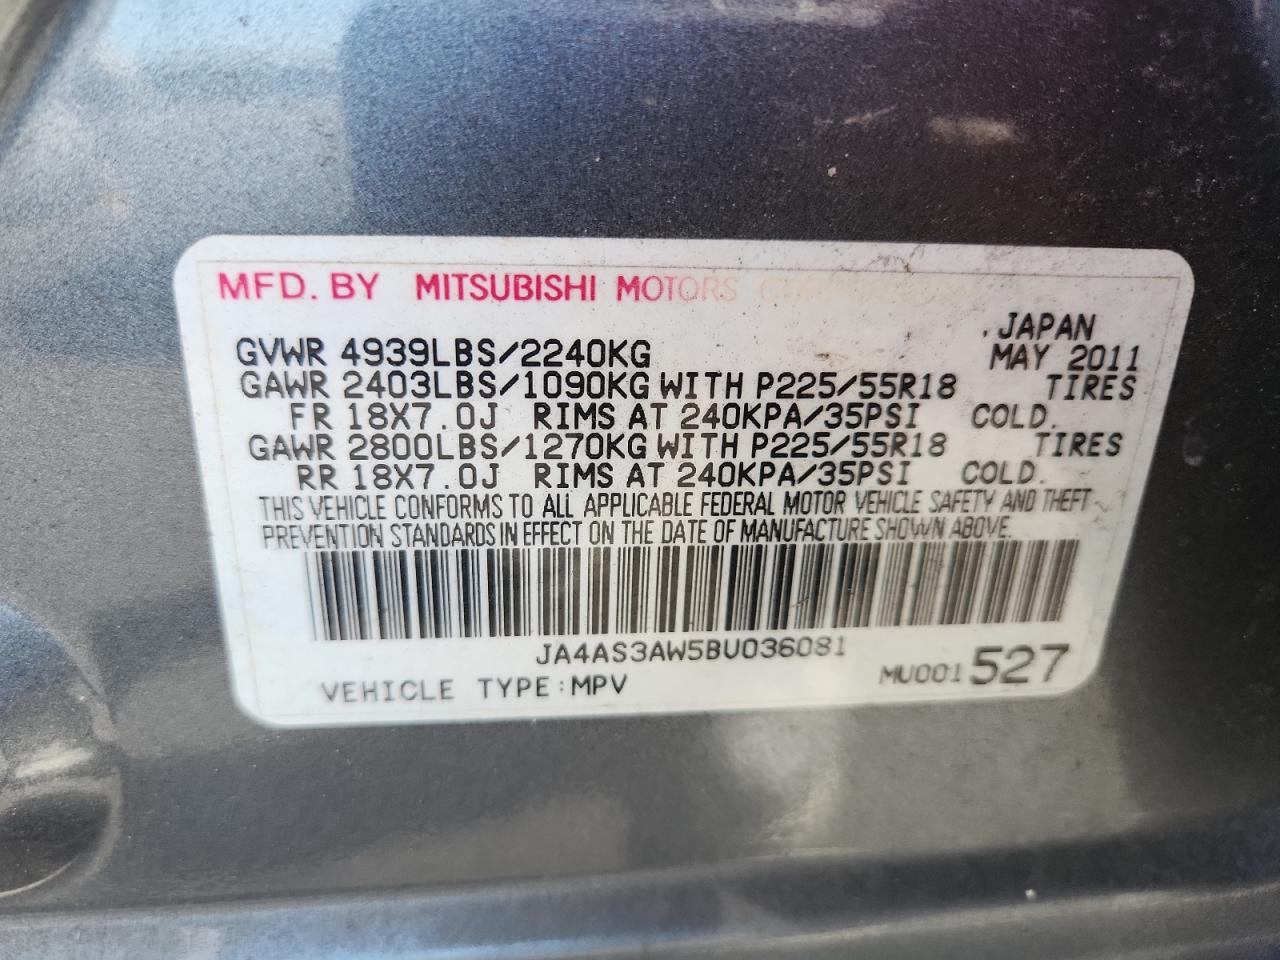 MFD. BY MITSUBISHI MOTORS CORPORATION
JAPAN
GVWR 4939LBS/2240KG MAY 2011
GAWR 2403LBS/1090KG WITH P225/55R18 TIRES
FR 18X7.0J RIMS AT 240KPA/35PSI COLD.
GAWR 2800LBS/1270KG WITH P225/55R18 TIRES
RR 18X7.0J RIMS AT 240KPA/35PSI COLD.
THIS VEHICLE CONFORMS TO ALL APPLICABLE FEDERAL MOTOR VEHICLE SAFETY AND THEFT
PREVENTION STANDARDS IN EFFECT ON THE DATE OF MANUFACTURE SHOWN ABOVE.
JA4AS3AW5BU036081
MU001 527
VEHICLE TYPE:MPV